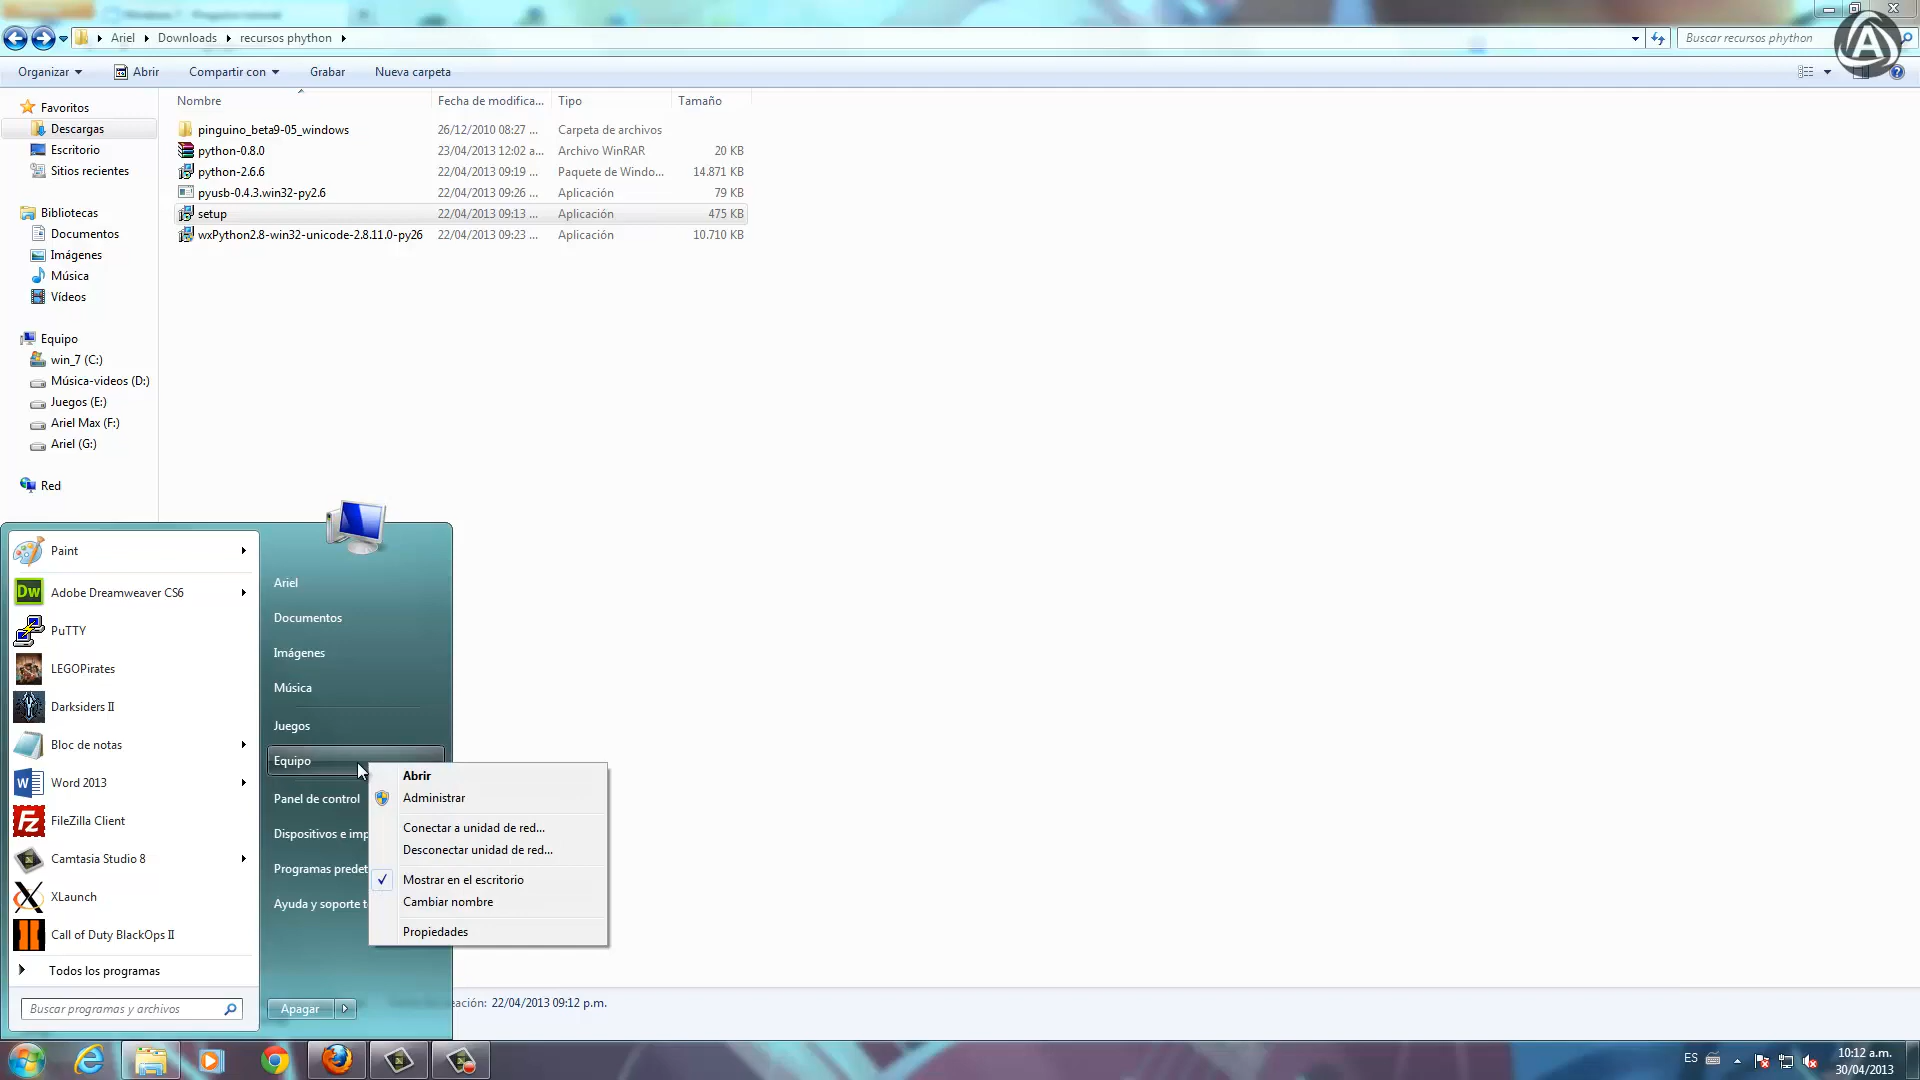 Ariel Downloads recursos phython
Buscar recursos phython
Organizar Abrir Compartir con Grabar Nueva carpeta
Nombre Fecha de modifica... Tipo Tamaño
pinguino_beta9-05_windows 26/12/2010 08:27 ... Carpeta de archivos
python-0.8.0 23/04/2013 12:02 a... Archivo WinRAR 20 KB
python-2.6.6 22/04/2013 09:19 ... Paquete de Windo... 14.871 KB
pyusb-0.4.3.win32-py2.6 22/04/2013 09:26 ... Aplicación 79 KB
setup 22/04/2013 09:13 ... Aplicación 475 KB
wxPython2.8-win32-unicode-2.8.11.0-py26 22/04/2013 09:23 ... Aplicación 10.710 KB
Favoritos
Descargas
Escritorio
Sitios recientes
Bibliotecas
Documentos
Imágenes
Música
Vídeos
Equipo
win_7 (C:)
Música-videos (D:)
Juegos (E:)
Ariel Max (F:)
Ariel (G:)
Red
Paint
Dw Adobe Dreamweaver CS6
PuTTY
LEGOPirates
Darksiders II
Bloc de notas
Word 2013
FileZilla Client
Camtasia Studio 8
XLaunch
Call of Duty BlackOps II
Todos los programas
Buscar programas y archivos
Ariel
Documentos
Imágenes
Música
Juegos
Equipo
Panel de control
Dispositivos e imp
Programas predet
Ayuda y soporte t
Apagar
Abrir
Administrar
Conectar a unidad de red...
Desconectar unidad de red...
Mostrar en el escritorio
Cambiar nombre
Propiedades
22/04/2013 09:12 p.m.
ES
10:12 a.m.
30/04/2013